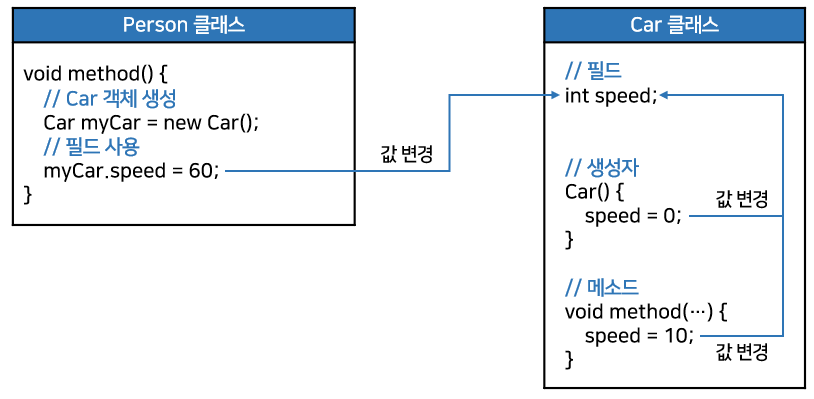 Person 클래스
void method() {
// Car 객체 생성
Car myCar = new Car();
// 필드 사용
myCar.speed = 60;
}
값 변경
Car 클래스
// 필드
int speed;
// 생성자
Car() {
speed = 0;
}
값 변경
// 메소드
void method(…) {
speed = 10;
}
값 변경